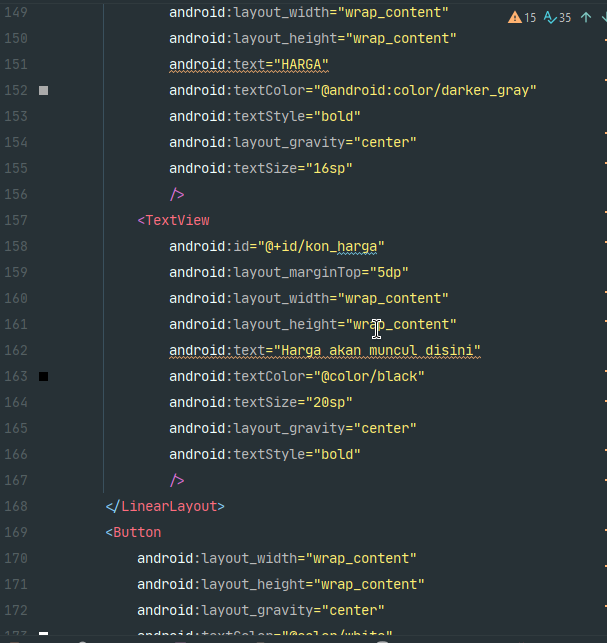 149 android:layout_width="wrap_content"
15 35
150 android:layout_height="wrap_content"
151 android:text="HARGA"
152 android:textColor="@android:color/darker_gray"
153 android:textStyle="bold"
154 android:layout_gravity="center"
155 android:textSize="16sp"
156 />
157 <TextView
158 android:id="@+id/kon_harga"
159 android:layout_marginTop="5dp"
160 android:layout_width="wrap_content"
161 android:layout_height="wrap_content"
162 android:text="Harga akan muncul disini"
163 android:textColor="@color/black"
164 android:textSize="20sp"
165 android:layout_gravity="center"
166 android:textStyle="bold"
167 />
168 </LinearLayout>
169 <Button
170 android:layout_width="wrap_content"
171 android:layout_height="wrap_content"
172 android:layout_gravity="center"
173 android:textColor="@color/white"